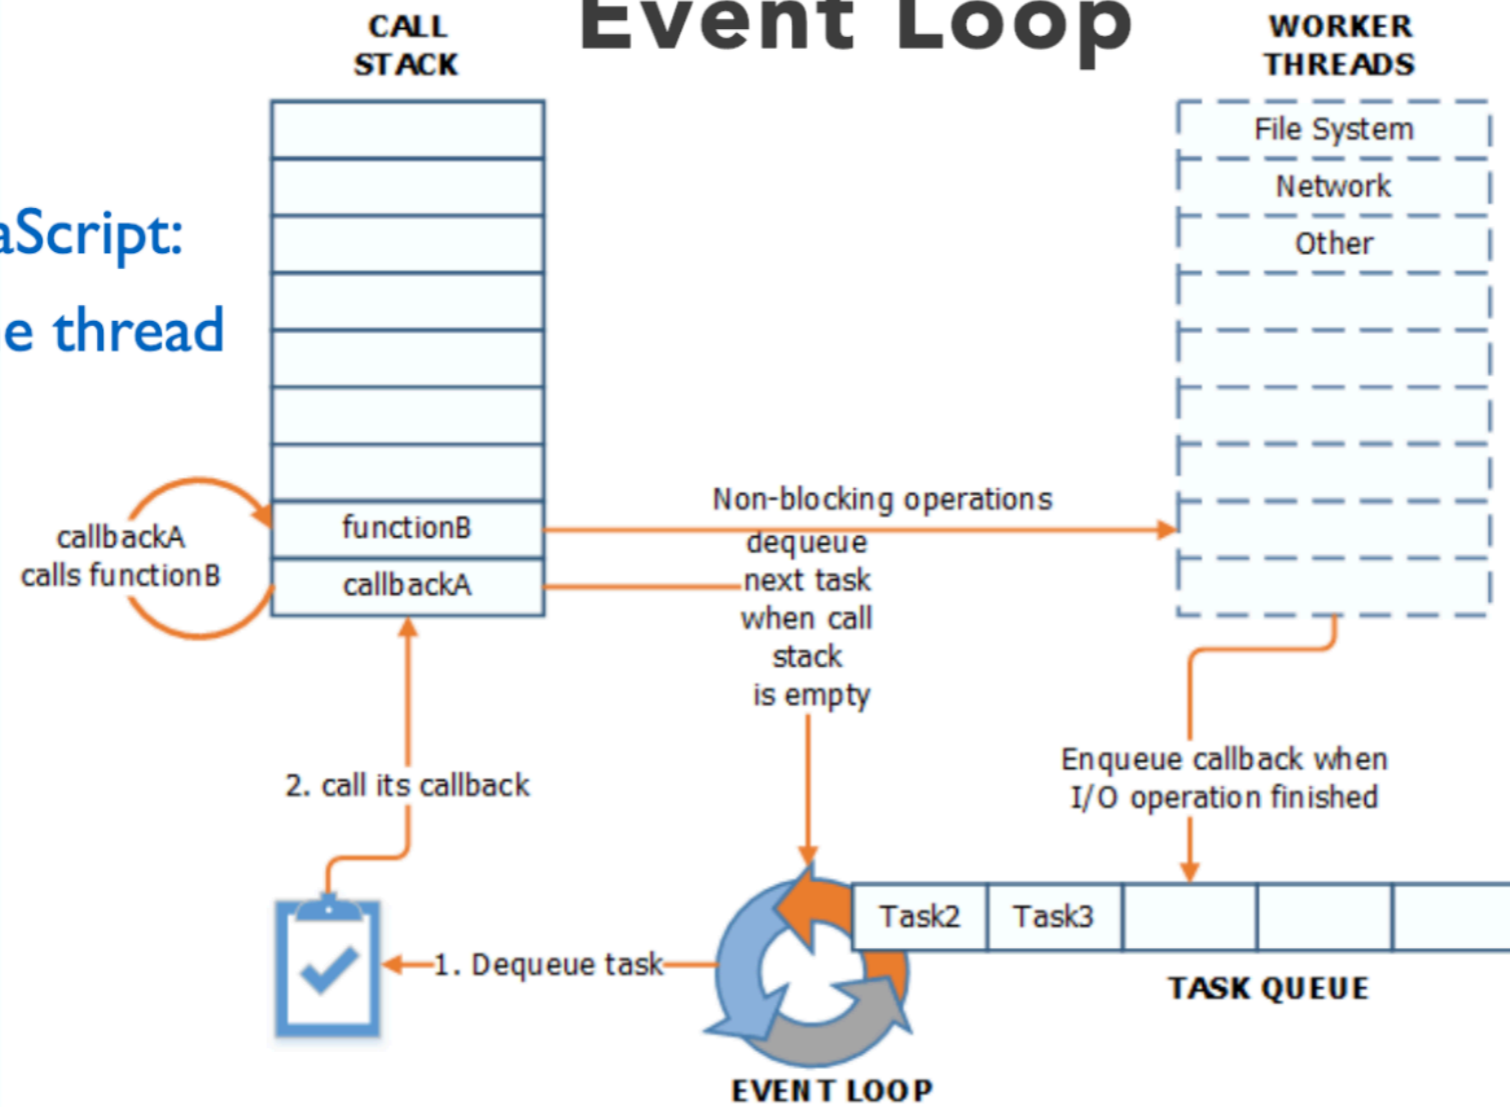 Event Loop
CALL
STACK
WORKER
THREADS
File System
Network
Other
aScript:
e thread
callbackA
calls functionB
functionB
callbackA
Non-blocking operations
dequeue
next task
when call
stack
is empty
2. call its callback
Enqueue callback when
I/O operation finished
1. Dequeue task
Task2
Task3
TASK QUEUE
EVENT LOOP